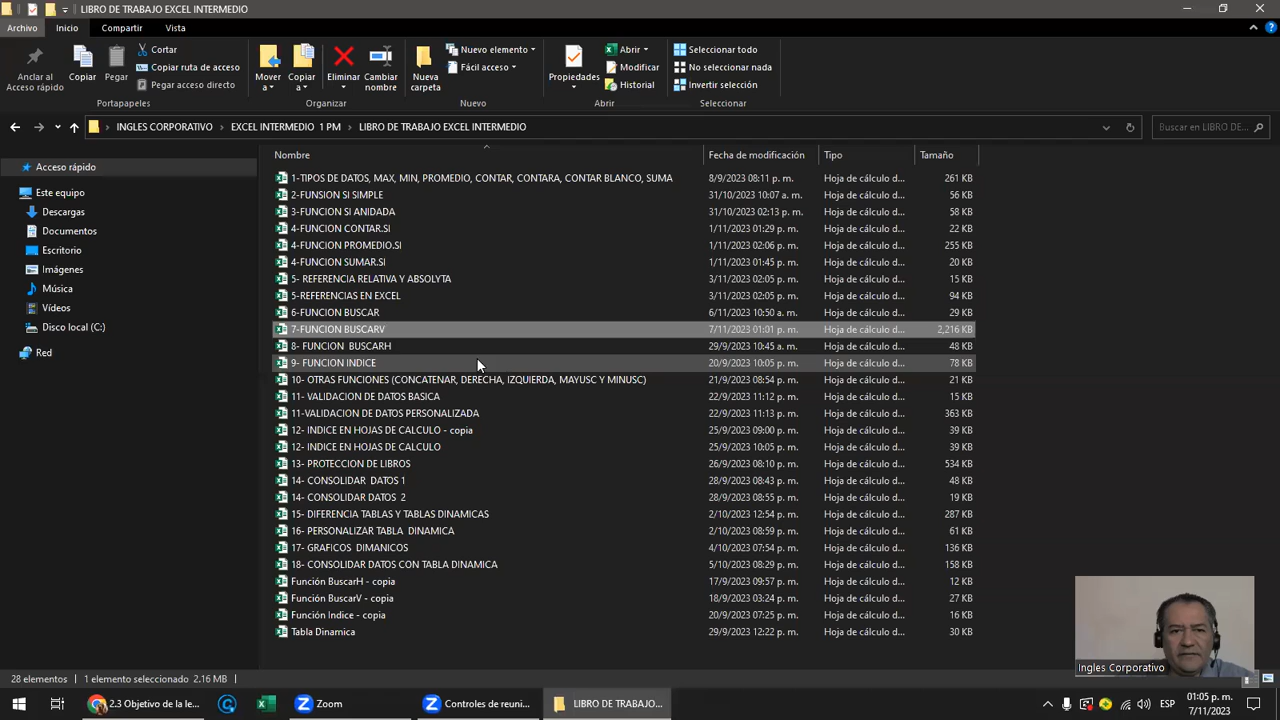 LIBRO DE TRABAJO EXCEL INTERMEDIO
Archivo Inicio Compartir Vista
Anclar al Acceso rápido
Copiar
Pegar
Cortar
Copiar ruta de acceso
Pegar acceso directo
Portapapeles
Mover a
Copiar a
Eliminar
Cambiar nombre
Organizar
Nueva carpeta
Nuevo elemento
Fácil acceso
Nuevo
Propiedades
Abrir
Modificar
Historial
Abrir
Seleccionar todo
No seleccionar nada
Invertir selección
Seleccionar
INGLES CORPORATIVO > EXCEL INTERMEDIO 1 PM > LIBRO DE TRABAJO EXCEL INTERMEDIO
Buscar en LIBRO DE...
Acceso rápido
Este equipo
Descargas
Documentos
Escritorio
Imágenes
Música
Vídeos
Disco local (C:)
Red
Nombre Fecha de modificación Tipo Tamaño
1-TIPOS DE DATOS, MAX, MIN, PROMEDIO, CONTAR, CONTARA, CONTAR BLANCO, SUMA 8/9/2023 08:11 p. m. Hoja de cálculo d... 261 KB
2-FUNSION SI SIMPLE 31/10/2023 10:07 a. m. Hoja de cálculo d... 56 KB
3-FUNCION SI ANIDADA 31/10/2023 02:13 p. m. Hoja de cálculo d... 58 KB
4-FUNCION CONTAR.SI 1/11/2023 01:29 p. m. Hoja de cálculo d... 22 KB
4-FUNCION PROMEDIO.SI 1/11/2023 02:06 p. m. Hoja de cálculo d... 255 KB
4-FUNCION SUMAR.SI 1/11/2023 01:45 p. m. Hoja de cálculo d... 20 KB
5- REFERENCIA RELATIVA Y ABSOLYTA 3/11/2023 02:05 p. m. Hoja de cálculo d... 15 KB
5-REFERENCIAS EN EXCEL 3/11/2023 02:05 p. m. Hoja de cálculo d... 94 KB
6-FUNCION BUSCAR 6/11/2023 10:50 a. m. Hoja de cálculo d... 29 KB
7-FUNCION BUSCARV 7/11/2023 01:01 p. m. Hoja de cálculo d... 2,216 KB
8- FUNCION BUSCARH 29/9/2023 10:45 a. m. Hoja de cálculo d... 48 KB
9- FUNCION INDICE 20/9/2023 10:05 p. m. Hoja de cálculo d... 78 KB
10- OTRAS FUNCIONES (CONCATENAR, DERECHA, IZQUIERDA, MAYUSC Y MINUSC) 21/9/2023 08:54 p. m. Hoja de cálculo d... 21 KB
11- VALIDACION DE DATOS BASICA 22/9/2023 11:12 p. m. Hoja de cálculo d... 15 KB
11-VALIDACION DE DATOS PERSONALIZADA 22/9/2023 11:13 p. m. Hoja de cálculo d... 363 KB
12- INDICE EN HOJAS DE CALCULO - copia 25/9/2023 09:00 p. m. Hoja de cálculo d... 39 KB
12- INDICE EN HOJAS DE CALCULO 25/9/2023 10:05 p. m. Hoja de cálculo d... 39 KB
13- PROTECCION DE LIBROS 26/9/2023 08:10 p. m. Hoja de cálculo d... 534 KB
14- CONSOLIDAR DATOS 1 28/9/2023 08:43 p. m. Hoja de cálculo d... 48 KB
14- CONSOLIDAR DATOS 2 28/9/2023 08:55 p. m. Hoja de cálculo d... 19 KB
15- DIFERENCIA TABLAS Y TABLAS DINAMICAS 2/10/2023 12:54 p. m. Hoja de cálculo d... 287 KB
16- PERSONALIZAR TABLA DINAMICA 2/10/2023 08:59 p. m. Hoja de cálculo d... 61 KB
17- GRAFICOS DIMANICOS 4/10/2023 07:54 p. m. Hoja de cálculo d... 136 KB
18- CONSOLIDAR DATOS CON TABLA DINAMICA 5/10/2023 08:29 p. m. Hoja de cálculo d... 158 KB
Función BuscarH - copia 17/9/2023 09:57 p. m. Hoja de cálculo d... 12 KB
Función BuscarV - copia 18/9/2023 03:24 p. m. Hoja de cálculo d... 27 KB
Función Indice - copia 20/9/2023 07:25 p. m. Hoja de cálculo d... 16 KB
Tabla Dinamica 29/9/2023 12:22 p. m. Hoja de cálculo d... 30 KB
Ingles Corporativo
28 elementos 1 elemento seleccionado 2.16 MB
2.3 Objetivo de la le...
Zoom
Controles de reuni...
LIBRO DE TRABAJO...
ESP
01:05 p. m.
7/11/2023